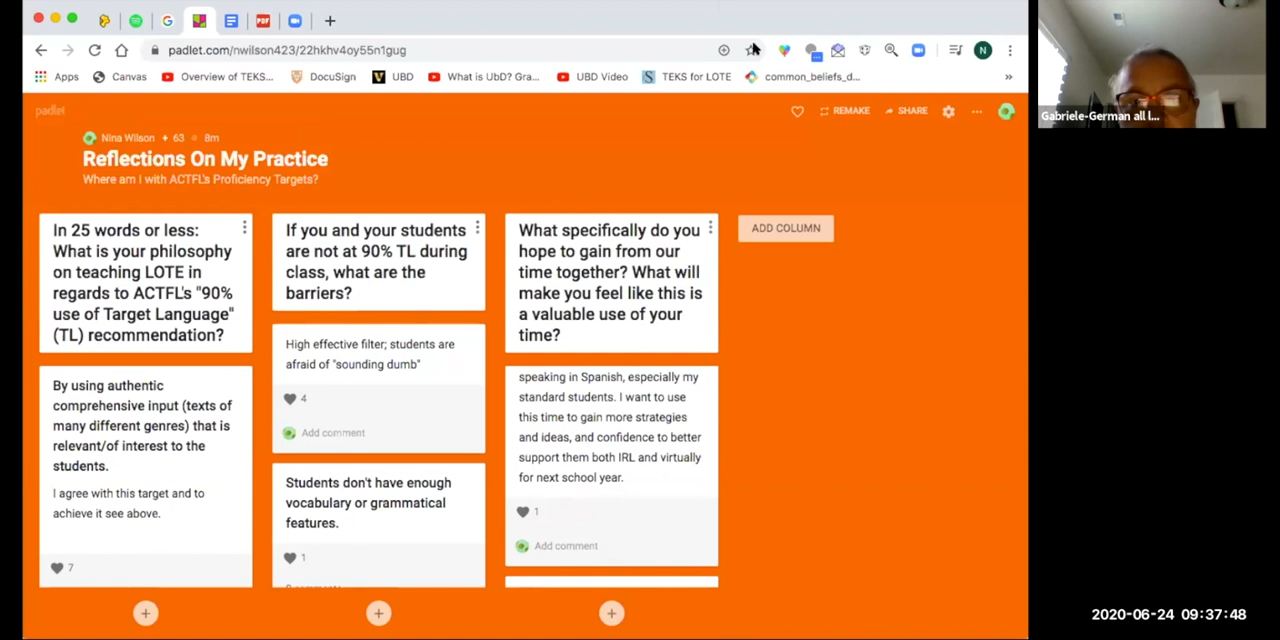 padlet.com/nwilson423/22hkhv4oy55n1gug
N
Apps Canvas Overview of TEKS... DocuSign UBD What is UbD? Gra... UBD Video TEKS for LOTE common_beliefs_d... »
padlet
REMAKE SHARE
Nina Wilson + 63 8m
Reflections On My Practice
Where am I with ACTFL's Proficiency Targets?
In 25 words or less:
What is your philosophy
on teaching LOTE in
regards to ACTFL's "90%
use of Target Language"
(TL) recommendation?
By using authentic
comprehensive input (texts of
many different genres) that is
relevant/of interest to the
students.
I agree with this target and to
achieve it see above.
7
If you and your students
are not at 90% TL during
class, what are the
barriers?
High effective filter; students are
afraid of "sounding dumb"
4
Add comment
Students don't have enough
vocabulary or grammatical
features.
1
What specifically do you
hope to gain from our
time together? What will
make you feel like this is
a valuable use of your
time?
speaking in Spanish, especially my
standard students. I want to use
this time to gain more strategies
and ideas, and confidence to better
support them both IRL and virtually
for next school year.
1
Add comment
ADD COLUMN
Gabriele-German all l...
2020-06-24 09:37:48